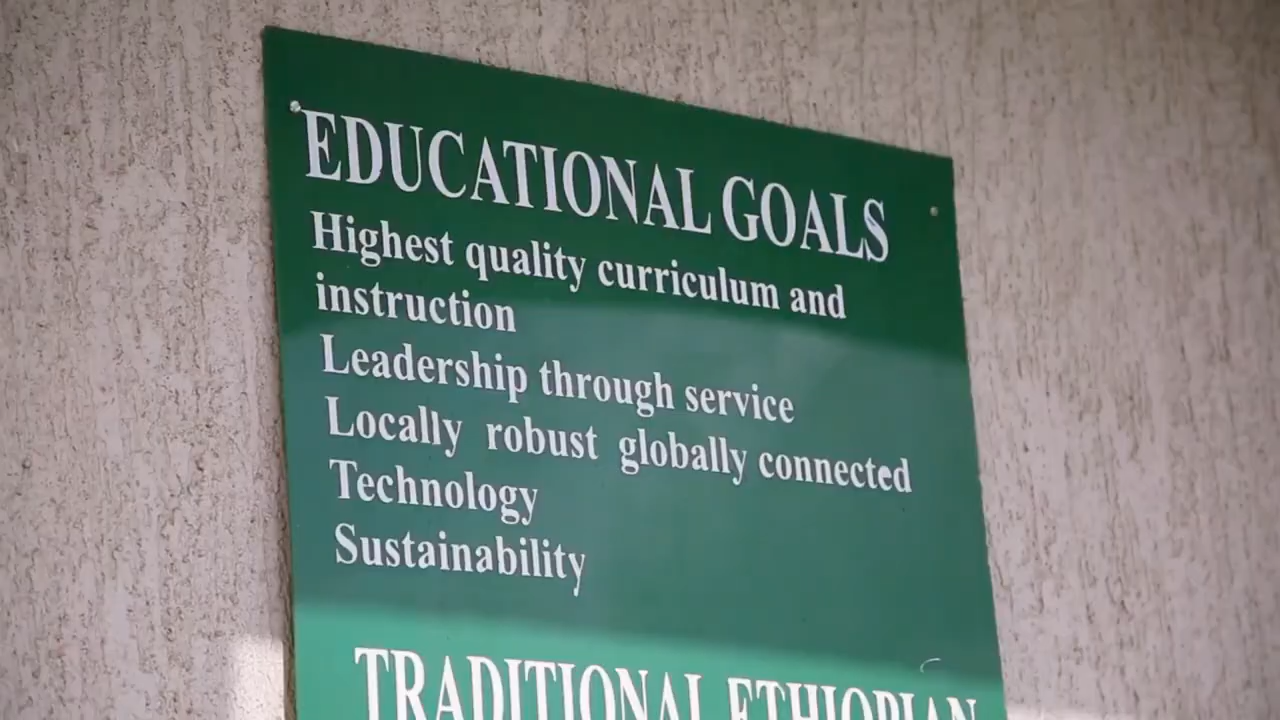 EDUCATIONAL GOALS
Highest quality curriculum and
instruction
Leadership through service
Locally robust globally connected
Technology
Sustainability
TRADITIONAL ETHIOPIAN